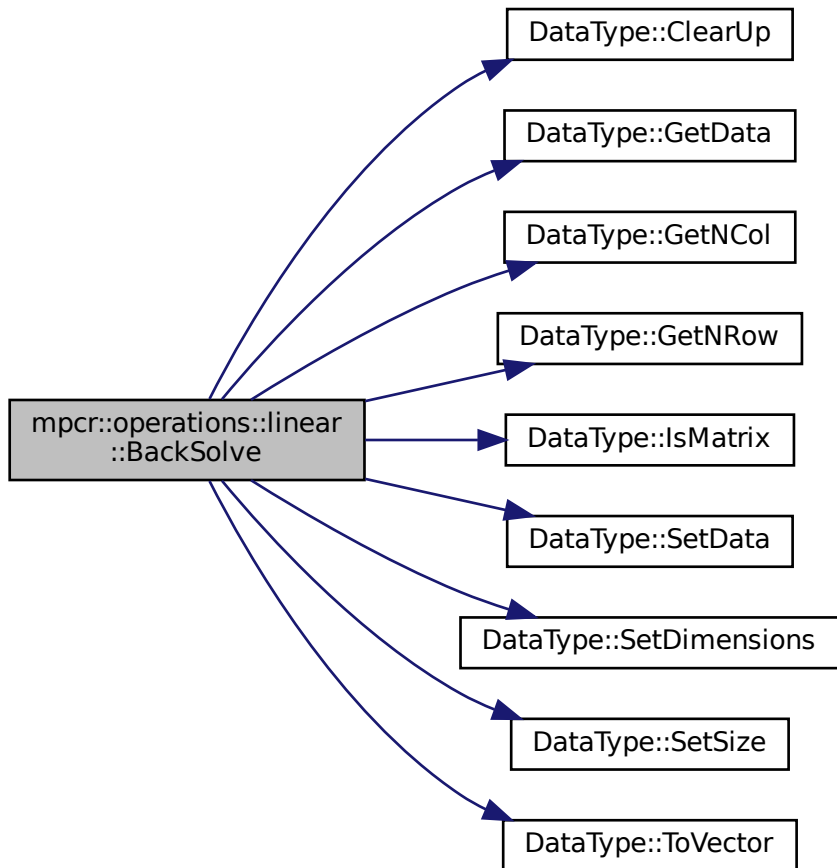 mpcr::operations::linear
::BackSolve
DataType::ClearUp
DataType::GetData
DataType::GetNCol
DataType::GetNRow
DataType::IsMatrix
DataType::SetData
DataType::SetDimensions
DataType::SetSize
DataType::ToVector